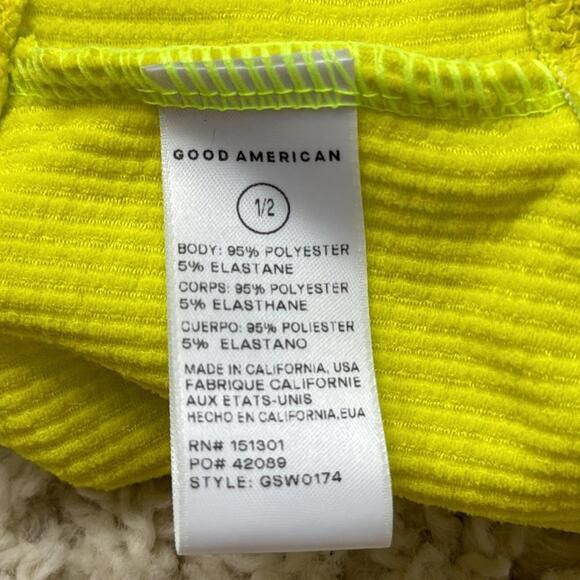 GOOD AMERICAN
1/2
BODY: 95% POLYESTER
5% ELASTANE
CORPS: 95% POLYESTER
5% ELASTHANE
CUERPO: 95% POLIESTER
5% ELASTANO
MADE IN CALIFORNIA, USA
FABRIQUE CALIFORNIE
AUX ETATS-UNIS
HECHO EN CALIFORNIA,EUA
RN# 151301
PO# 42089
STYLE: GSW0174